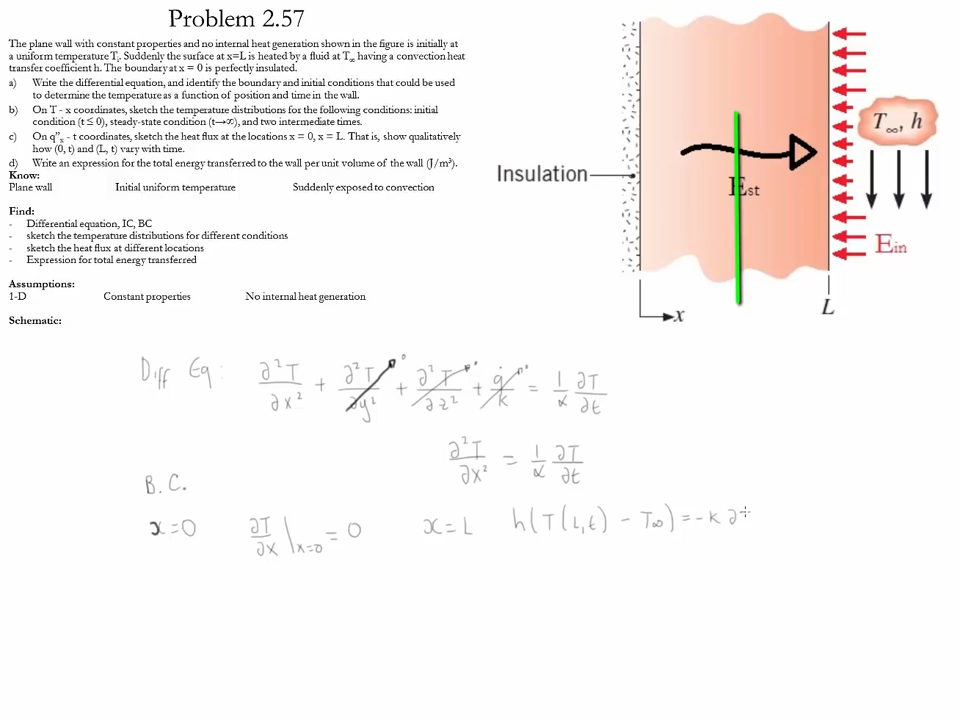 Problem 2.57
The plane wall with constant properties and no internal heat generation shown in the figure is initially at
a uniform temperature Tᵢ. Suddenly the surface at x=L is heated by a fluid at T∞ having a convection heat
transfer coefficient h. The boundary at x = 0 is perfectly insulated.
a) Write the differential equation, and identify the boundary and initial conditions that could be used
to determine the temperature as a function of position and time in the wall.
b) On T - x coordinates, sketch the temperature distributions for the following conditions: initial
condition (t ≤ 0), steady-state condition (t→∞), and two intermediate times.
c) On q"ₓ - t coordinates, sketch the heat flux at the locations x = 0, x = L. That is, show qualitatively
how (0, t) and (L, t) vary with time.
d) Write an expression for the total energy transferred to the wall per unit volume of the wall (J/m³).
Know:
Plane wall Initial uniform temperature Suddenly exposed to convection
Find:
- Differential equation, IC, BC
- sketch the temperature distributions for different conditions
- sketch the heat flux at different locations
- Expression for total energy transferred
Assumptions:
1-D Constant properties No internal heat generation
Schematic:
Insulation
Est
T∞, h
Ein
x
L
Diff Eq: ∂²T/∂x² + ∂²T/∂y² + ∂²T/∂z² + q̇/k = 1/α ∂T/∂t
∂²T/∂x² = 1/α ∂T/∂t
B.C.
x=0 ∂T/∂x |x=0 = 0 x=L h(T(L,t) - T∞) = -k ∂T